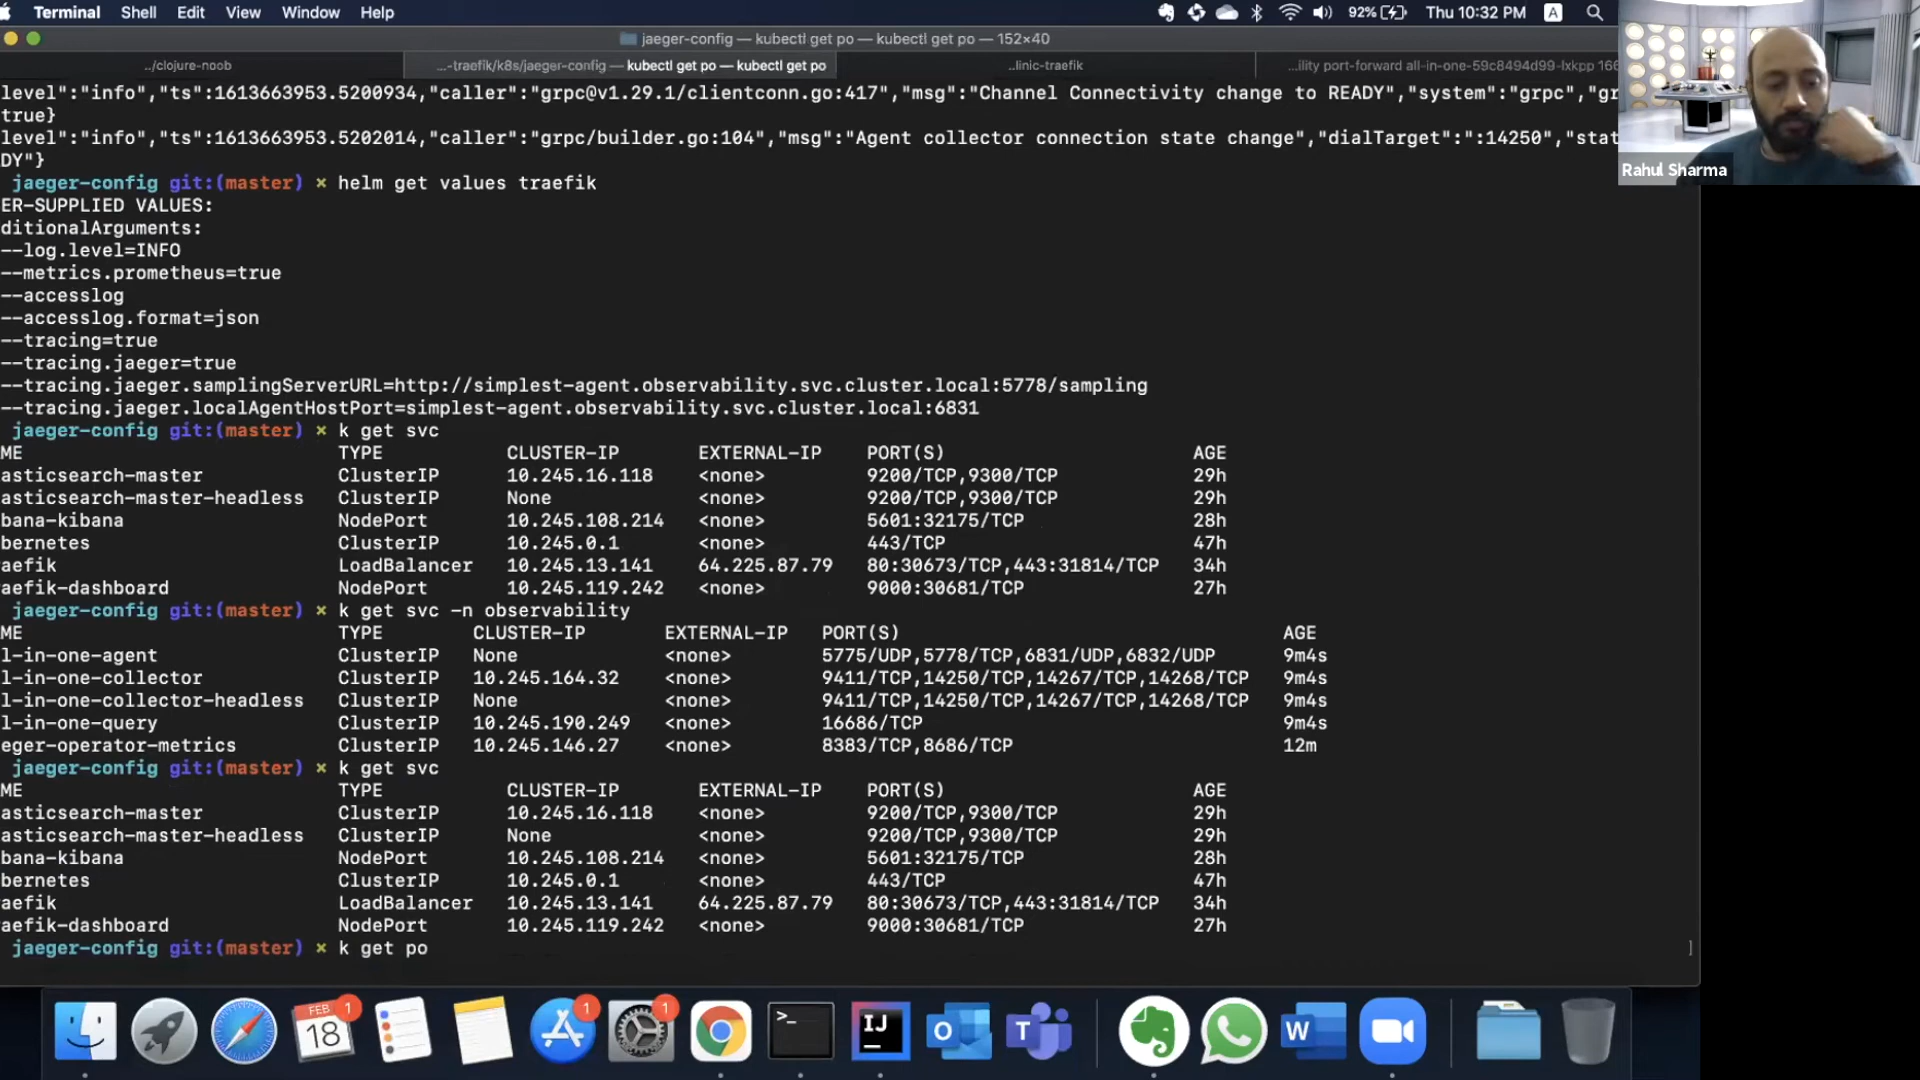 Terminal Shell Edit View Window Help 92% Thu 10:32 PM A
jaeger-config — kubectl get po — kubectl get po — 152×40
../clojure-noob ...-traefik/k8s/jaeger-config — kubectl get po — kubectl get po ..linic-traefik ...ility port-forward all-in-one-59c8494d99-lxkpp 166
level":"info","ts":1613663953.5200934,"caller":"grpc@v1.29.1/clientconn.go:417","msg":"Channel Connectivity change to READY","system":"grpc","gr
true}
level":"info","ts":1613663953.5202014,"caller":"grpc/builder.go:104","msg":"Agent collector connection state change","dialTarget":":14250","stat
DY"}
Rahul Sharma
jaeger-config git:(master) × helm get values traefik
ER-SUPPLIED VALUES:
ditionalArguments:
--log.level=INFO
--metrics.prometheus=true
--accesslog
--accesslog.format=json
--tracing=true
--tracing.jaeger=true
--tracing.jaeger.samplingServerURL=http://simplest-agent.observability.svc.cluster.local:5778/sampling
--tracing.jaeger.localAgentHostPort=simplest-agent.observability.svc.cluster.local:6831
jaeger-config git:(master) × k get svc
ME TYPE CLUSTER-IP EXTERNAL-IP PORT(S) AGE
asticsearch-master ClusterIP 10.245.16.118 <none> 9200/TCP,9300/TCP 29h
asticsearch-master-headless ClusterIP None <none> 9200/TCP,9300/TCP 29h
bana-kibana NodePort 10.245.108.214 <none> 5601:32175/TCP 28h
bernetes ClusterIP 10.245.0.1 <none> 443/TCP 47h
aefik LoadBalancer 10.245.13.141 64.225.87.79 80:30673/TCP,443:31814/TCP 34h
aefik-dashboard NodePort 10.245.119.242 <none> 9000:30681/TCP 27h
jaeger-config git:(master) × k get svc -n observability
ME TYPE CLUSTER-IP EXTERNAL-IP PORT(S) AGE
l-in-one-agent ClusterIP None <none> 5775/UDP,5778/TCP,6831/UDP,6832/UDP 9m4s
l-in-one-collector ClusterIP 10.245.164.32 <none> 9411/TCP,14250/TCP,14267/TCP,14268/TCP 9m4s
l-in-one-collector-headless ClusterIP None <none> 9411/TCP,14250/TCP,14267/TCP,14268/TCP 9m4s
l-in-one-query ClusterIP 10.245.190.249 <none> 16686/TCP 9m4s
eger-operator-metrics ClusterIP 10.245.146.27 <none> 8383/TCP,8686/TCP 12m
jaeger-config git:(master) × k get svc
ME TYPE CLUSTER-IP EXTERNAL-IP PORT(S) AGE
asticsearch-master ClusterIP 10.245.16.118 <none> 9200/TCP,9300/TCP 29h
asticsearch-master-headless ClusterIP None <none> 9200/TCP,9300/TCP 29h
bana-kibana NodePort 10.245.108.214 <none> 5601:32175/TCP 28h
bernetes ClusterIP 10.245.0.1 <none> 443/TCP 47h
aefik LoadBalancer 10.245.13.141 64.225.87.79 80:30673/TCP,443:31814/TCP 34h
aefik-dashboard NodePort 10.245.119.242 <none> 9000:30681/TCP 27h
jaeger-config git:(master) × k get po ]
FEB 18 1 1 1 >_ IJ O T W